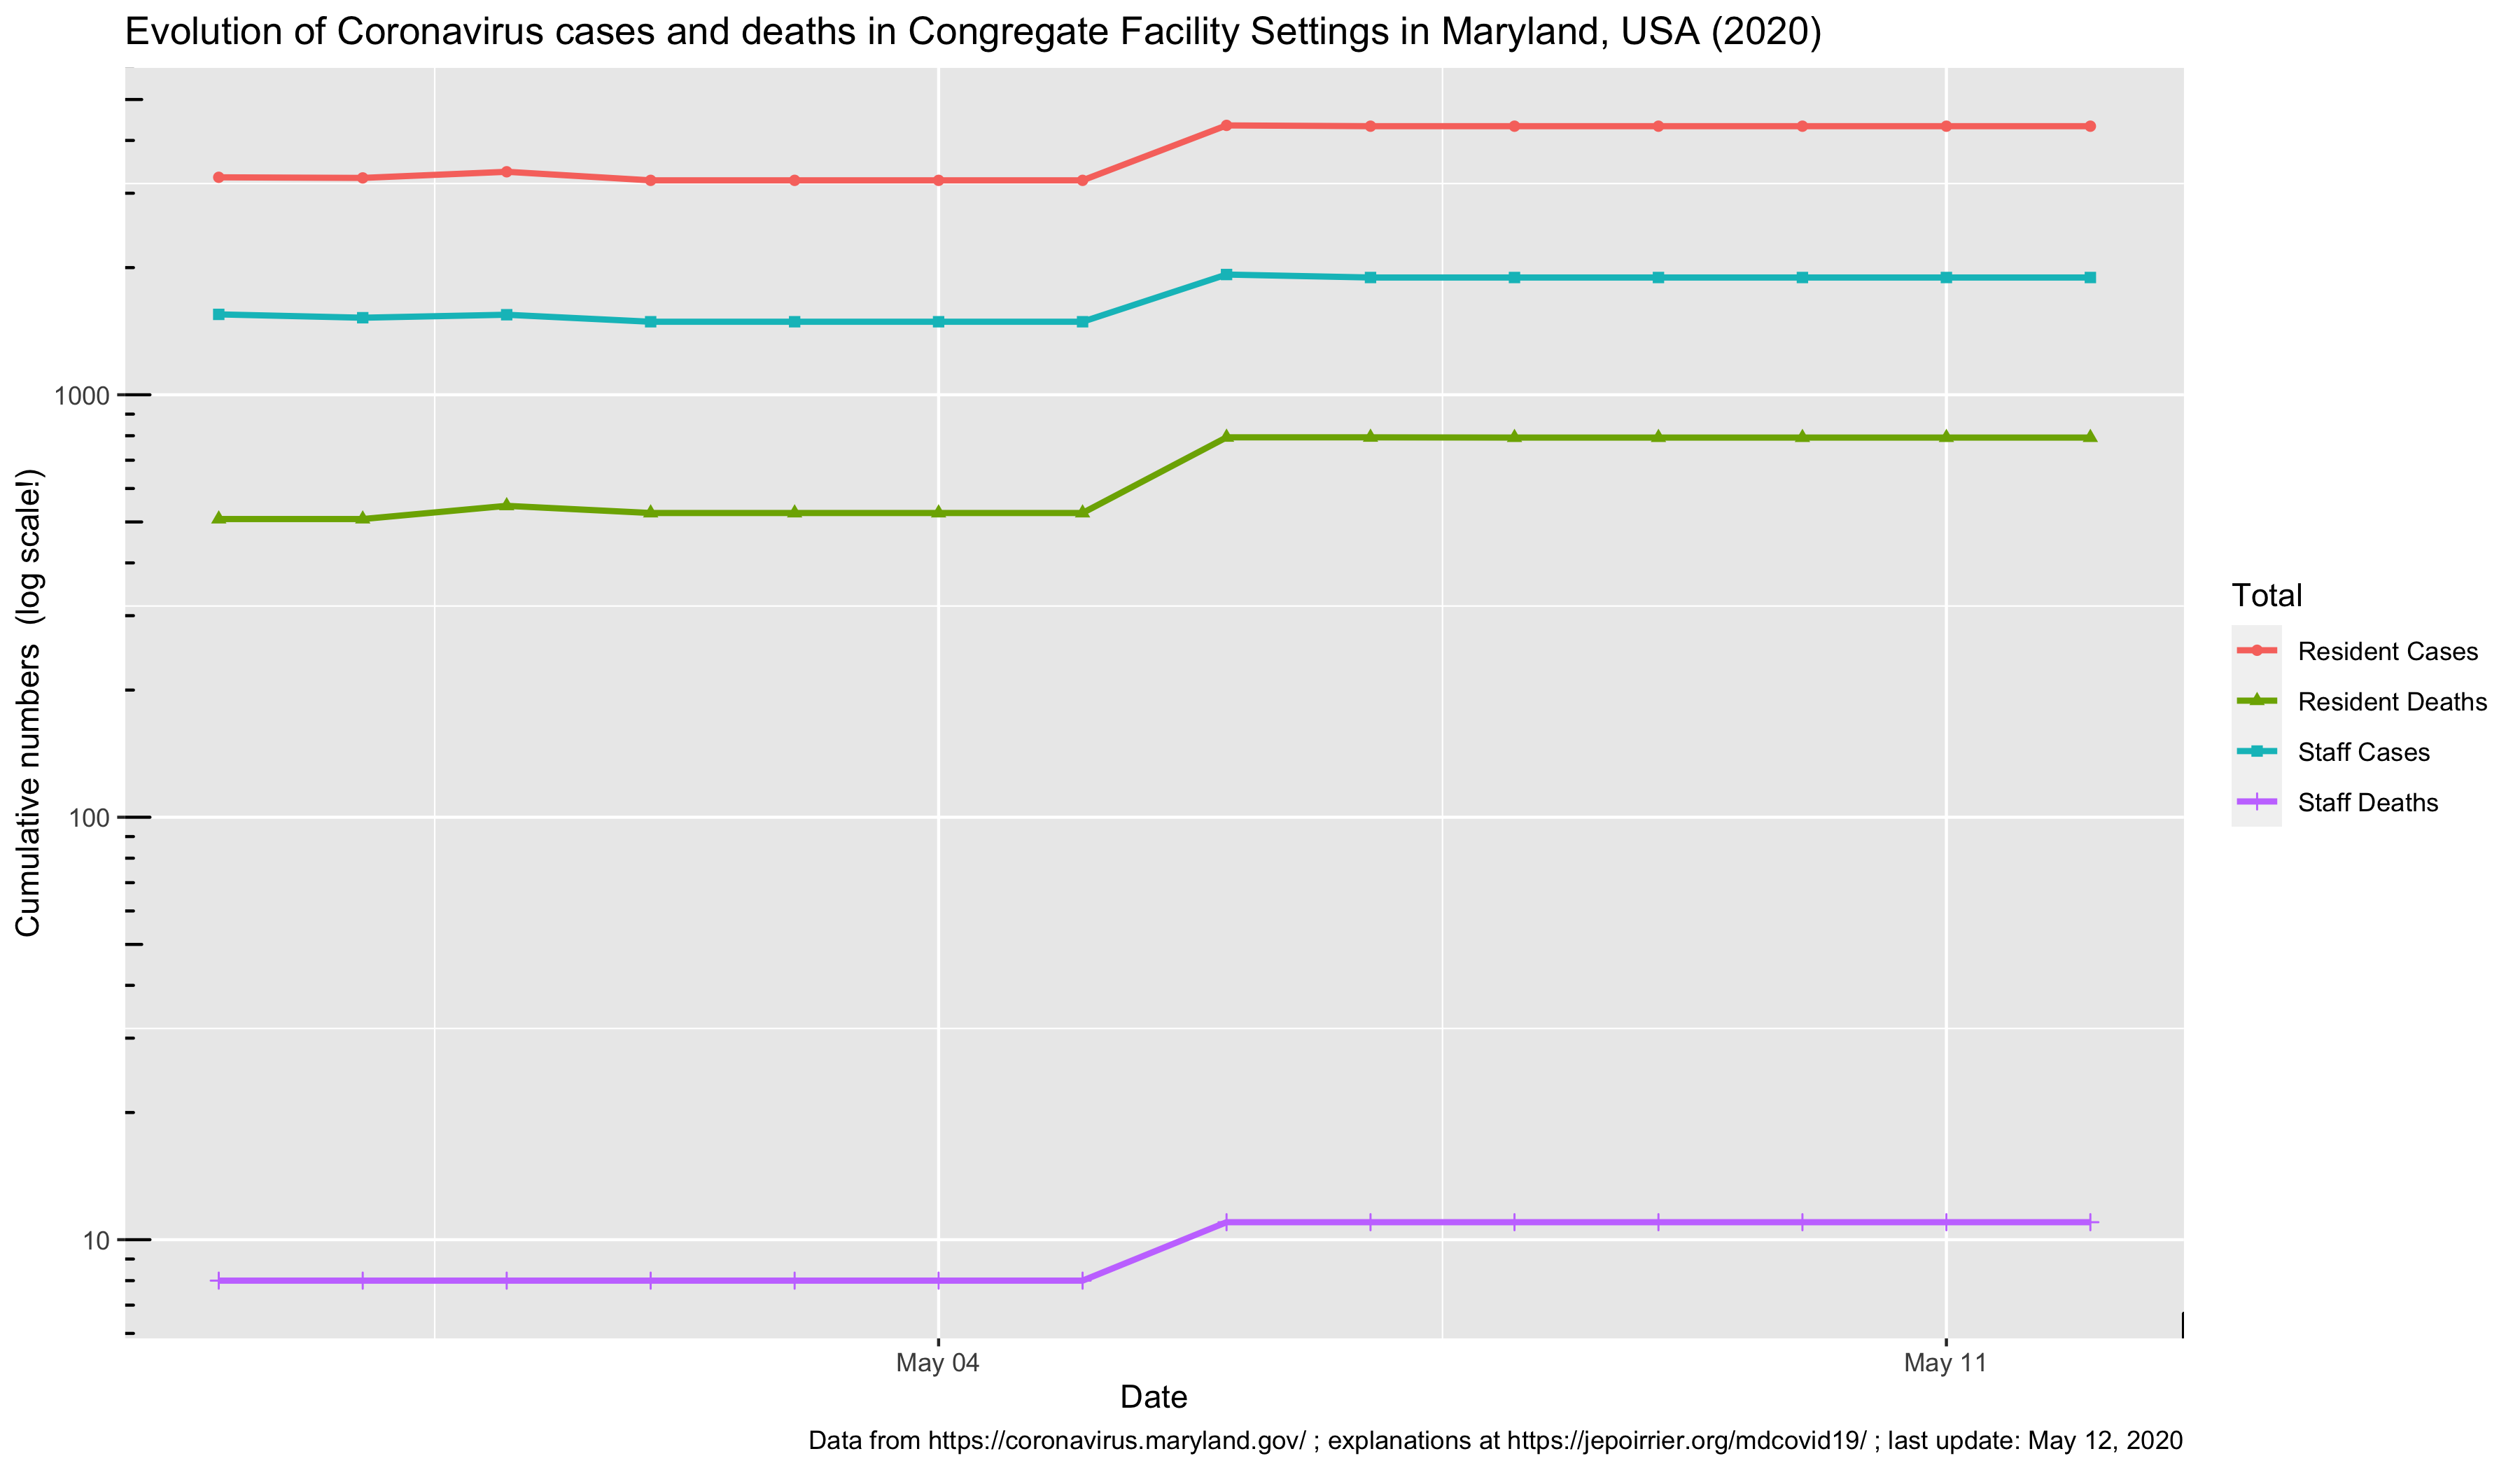 Evolution of Coronavirus cases and deaths in Congregate Facility Settings in Maryland, USA (2020)
Cumulative numbers  (log scale!)
1000
100
10
May 04
May 11
Date
Total
Resident Cases
Resident Deaths
Staff Cases
Staff Deaths
Data from https://coronavirus.maryland.gov/ ; explanations at https://jepoirrier.org/mdcovid19/ ; last update: May 12, 2020